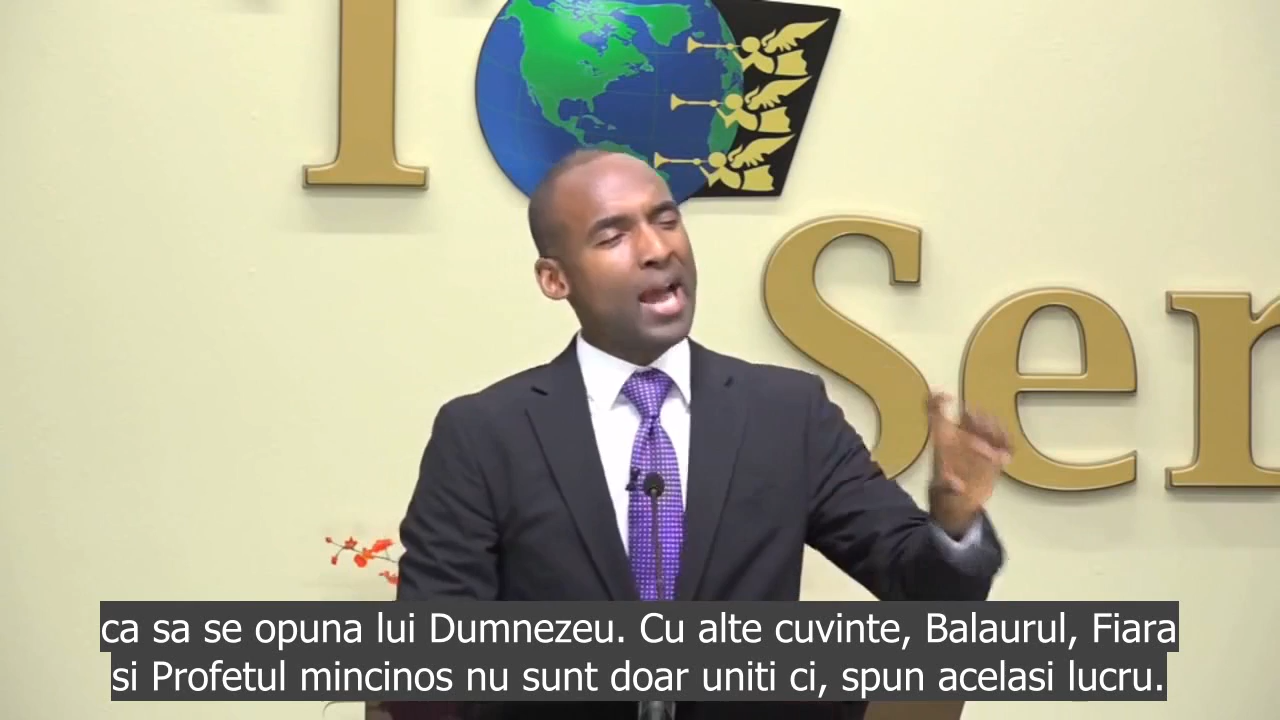 T
Ser
ca sa se opuna lui Dumnezeu. Cu alte cuvinte, Balaurul, Fiara
si Profetul mincinos nu sunt doar uniti ci, spun acelasi lucru.